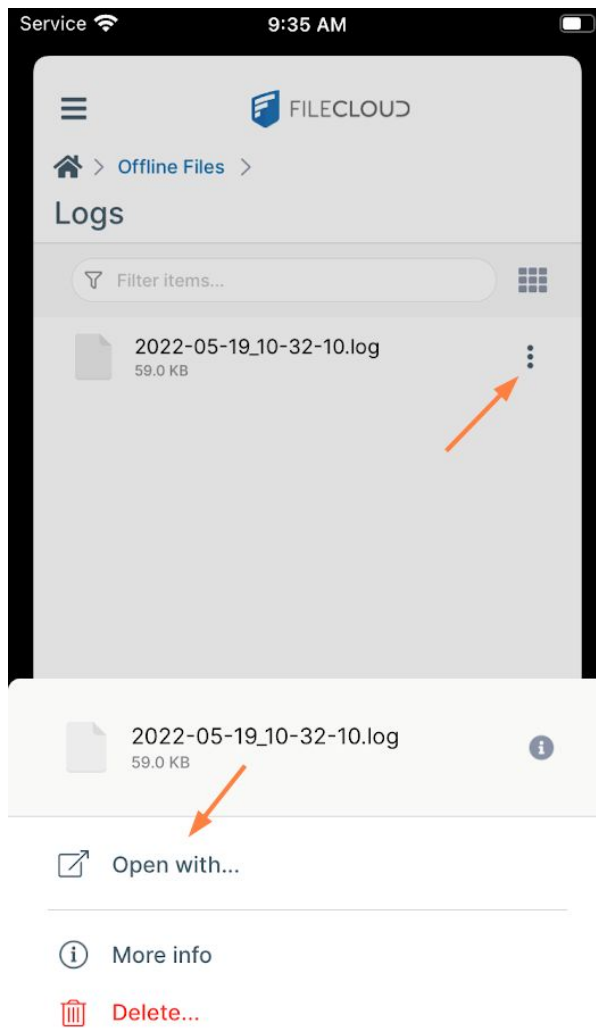 Service 9:35 AM
FILECLOUD
> Offline Files >
Logs
Filter items...
2022-05-19_10-32-10.log
59.0 KB
2022-05-19_10-32-10.log
59.0 KB
Open with...
More info
Delete...